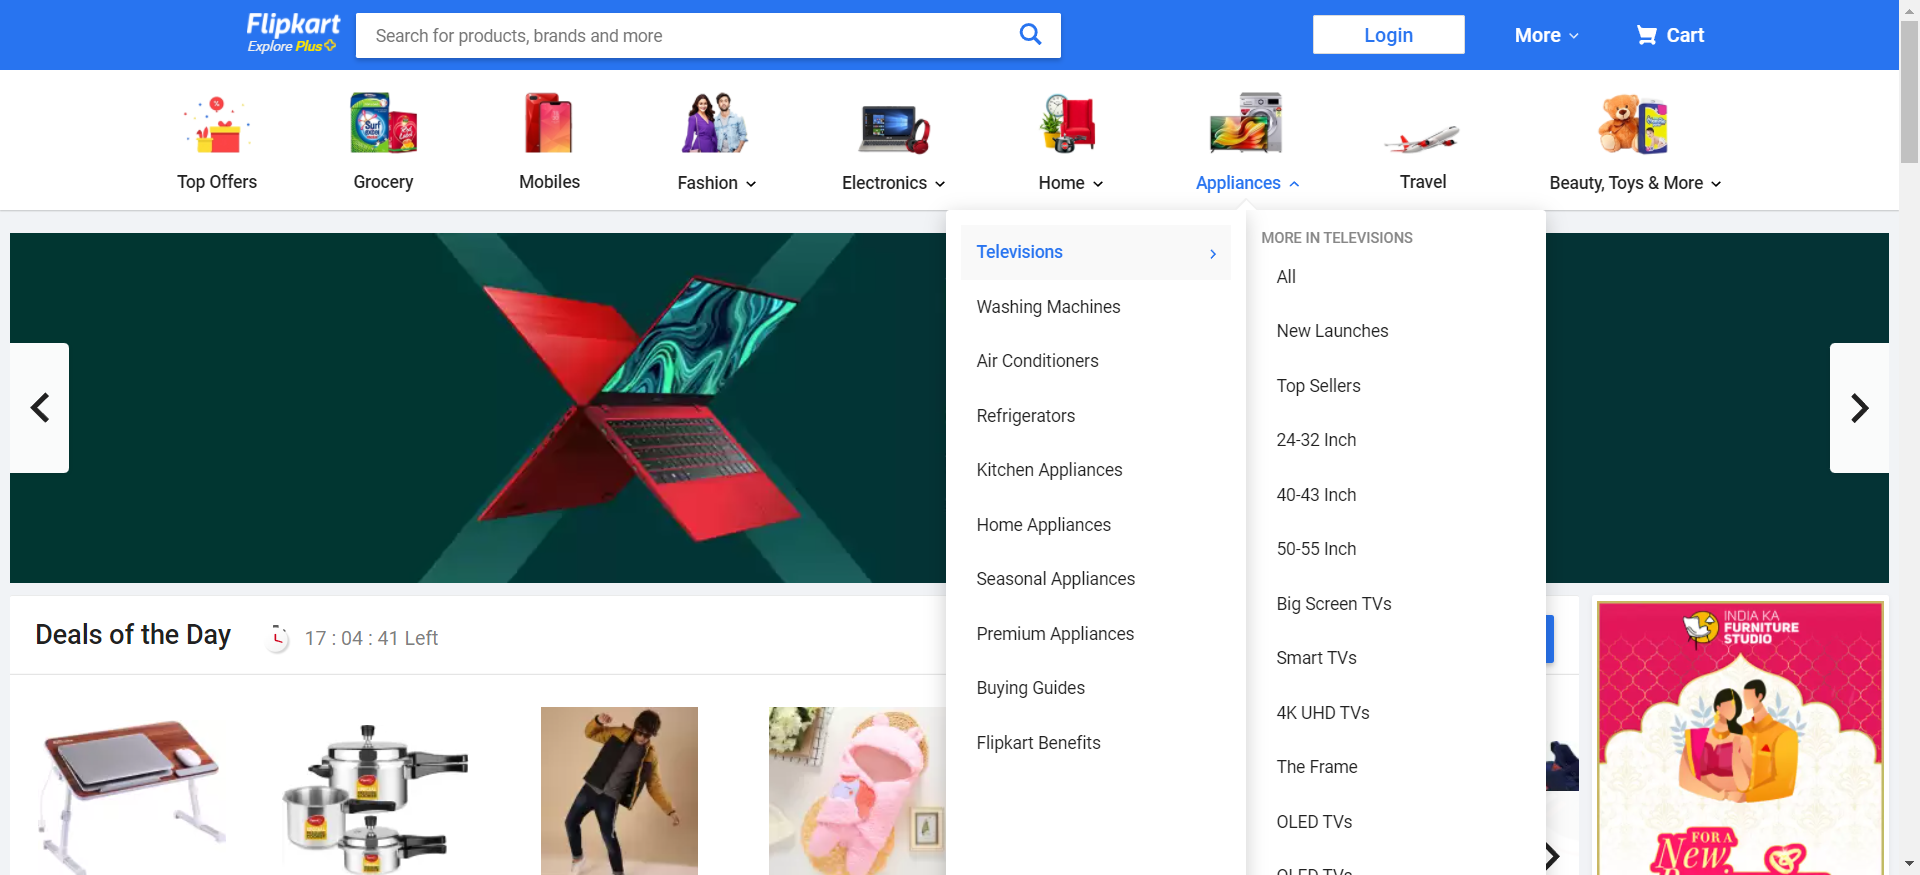 Flipkart
Explore Plus
Search for products, brands and more
Login
More
Cart
Top Offers
Grocery
Mobiles
Fashion
Electronics
Home
Appliances
Travel
Beauty, Toys & More
Televisions
Washing Machines
Air Conditioners
Refrigerators
Kitchen Appliances
Home Appliances
Seasonal Appliances
Premium Appliances
Buying Guides
Flipkart Benefits
MORE IN TELEVISIONS
All
New Launches
Top Sellers
24-32 Inch
40-43 Inch
50-55 Inch
Big Screen TVs
Smart TVs
4K UHD TVs
The Frame
OLED TVs
Deals of the Day
17 : 04 : 41 Left
INDIA KA
FURNITURE
STUDIO
FOR A
New